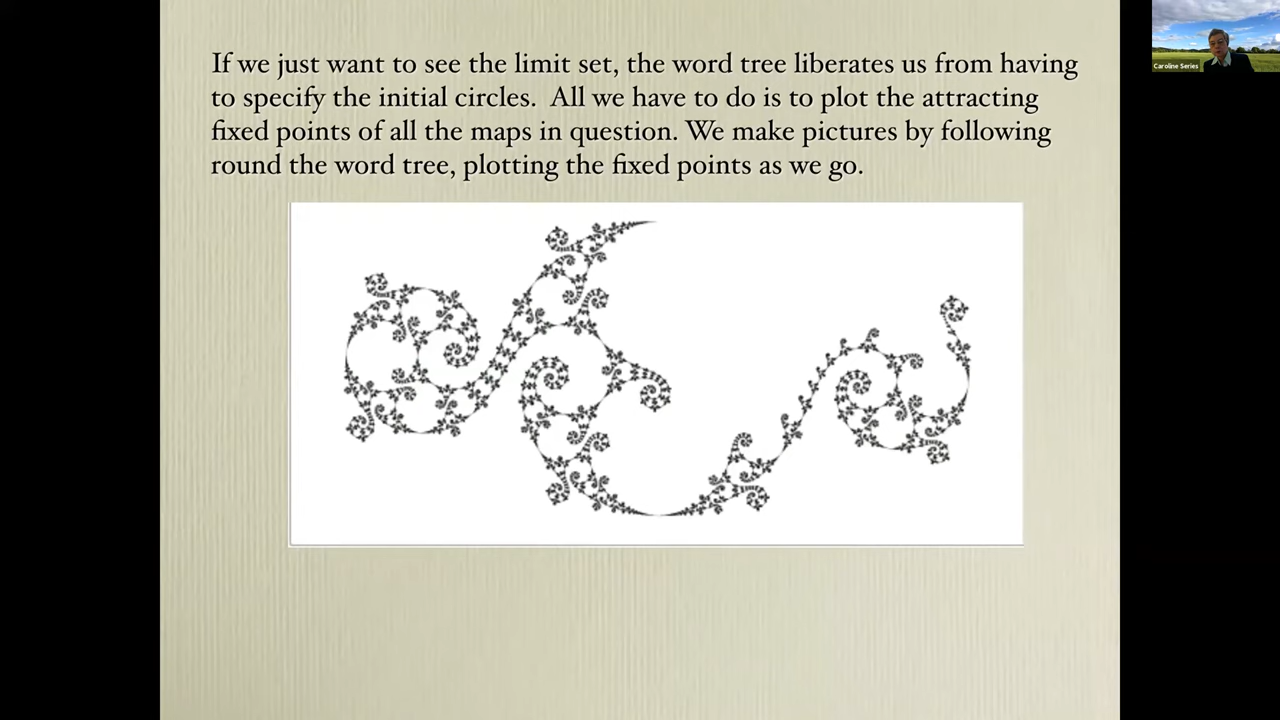 If we just want to see the limit set, the word tree liberates us from having
to specify the initial circles.  All we have to do is to plot the attracting
fixed points of all the maps in question. We make pictures by following
round the word tree, plotting the fixed points as we go.
Caroline Series